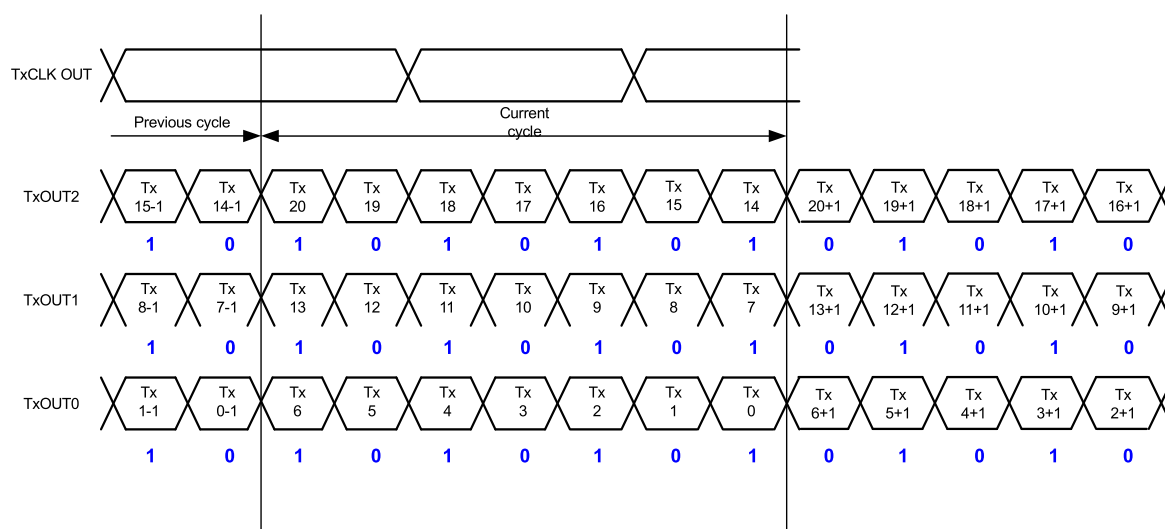 TxCLK OUT
Previous cycle
Current
cycle
TxOUT2
Tx 15-1
Tx 14-1
Tx 20
Tx 19
Tx 18
Tx 17
Tx 16
Tx 15
Tx 14
Tx 20+1
Tx 19+1
Tx 18+1
Tx 17+1
Tx 16+1
1 0 1 0 1 0 1 0 1 0 1 0 1 0
TxOUT1
Tx 8-1
Tx 7-1
Tx 13
Tx 12
Tx 11
Tx 10
Tx 9
Tx 8
Tx 7
Tx 13+1
Tx 12+1
Tx 11+1
Tx 10+1
Tx 9+1
1 0 1 0 1 0 1 0 1 0 1 0 1 0
TxOUT0
Tx 1-1
Tx 0-1
Tx 6
Tx 5
Tx 4
Tx 3
Tx 2
Tx 1
Tx 0
Tx 6+1
Tx 5+1
Tx 4+1
Tx 3+1
Tx 2+1
1 0 1 0 1 0 1 0 1 0 1 0 1 0